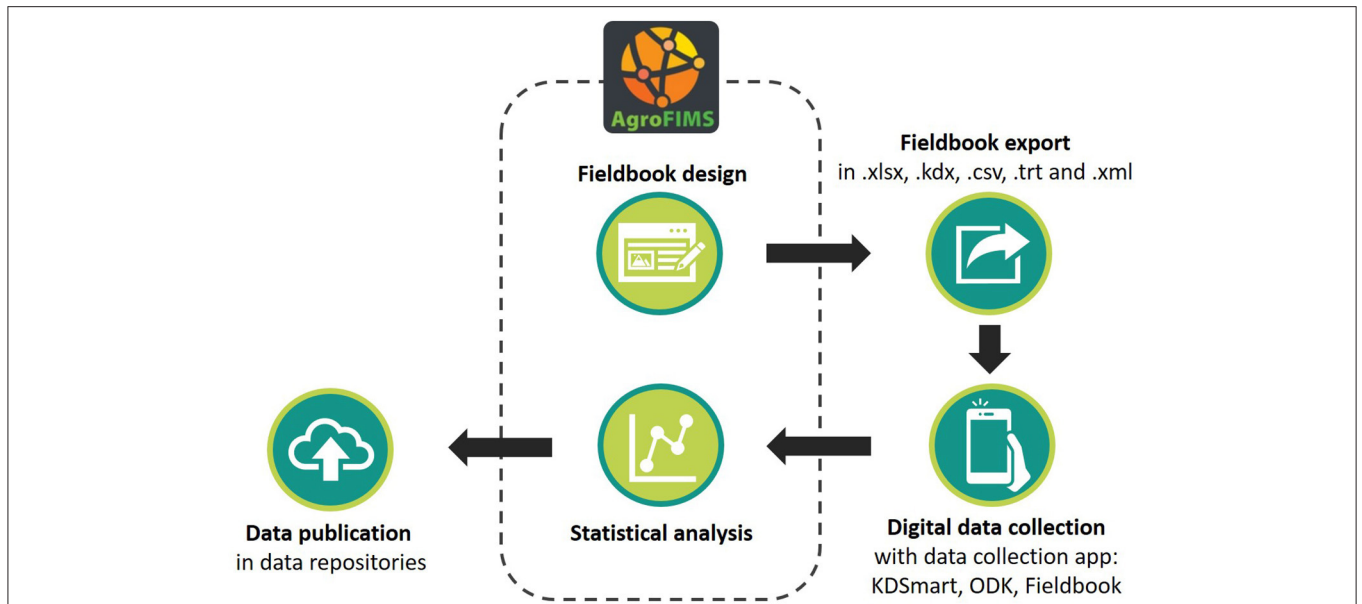 AgroFIMS
Fieldbook design
Fieldbook export
in .xlsx, .kdx, .csv, .trt and .xml
Digital data collection
with data collection app:
KDSmart, ODK, Fieldbook
Statistical analysis
Data publication
in data repositories